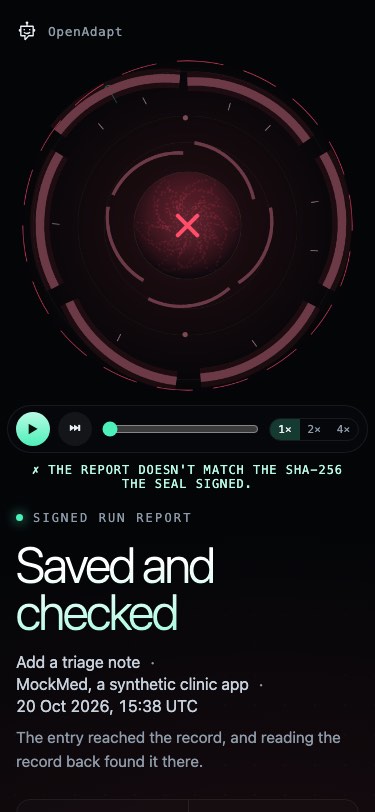 OpenAdapt
1× 2× 4×
✗ THE REPORT DOESN'T MATCH THE SHA-256
THE SEAL SIGNED.
SIGNED RUN REPORT
Saved and
checked
Add a triage note ·
MockMed, a synthetic clinic app ·
20 Oct 2026, 15:38 UTC
The entry reached the record, and reading the
record back found it there.